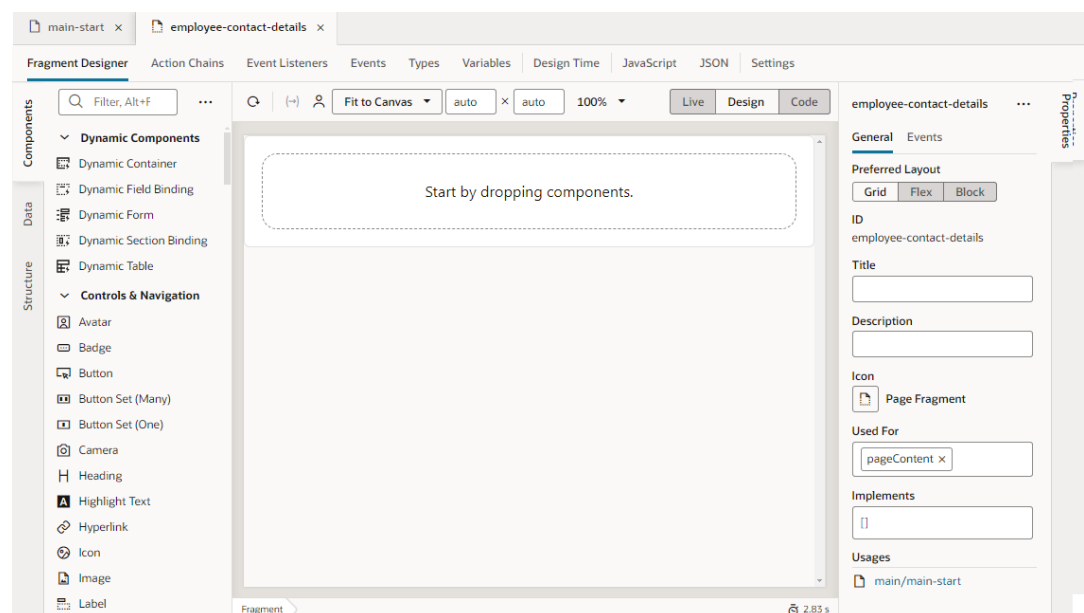 main-start ×
employee-contact-details ×
Fragment Designer Action Chains Event Listeners Events Types Variables Design Time JavaScript JSON Settings
Components
Data
Structure
Filter, Alt+F ...
Dynamic Components
Dynamic Container
Dynamic Field Binding
Dynamic Form
Dynamic Section Binding
Dynamic Table
Controls & Navigation
Avatar
Badge
Button
Button Set (Many)
Button Set (One)
Camera
Heading
Highlight Text
Hyperlink
Icon
Image
Label
Fit to Canvas auto × auto 100% Live Design Code
Start by dropping components.
Fragment
2.83 s
employee-contact-details ...
General Events
Preferred Layout
Grid Flex Block
ID
employee-contact-details
Title
Description
Icon
Page Fragment
Used For
pageContent ×
Implements
[]
Usages
main/main-start
Properties